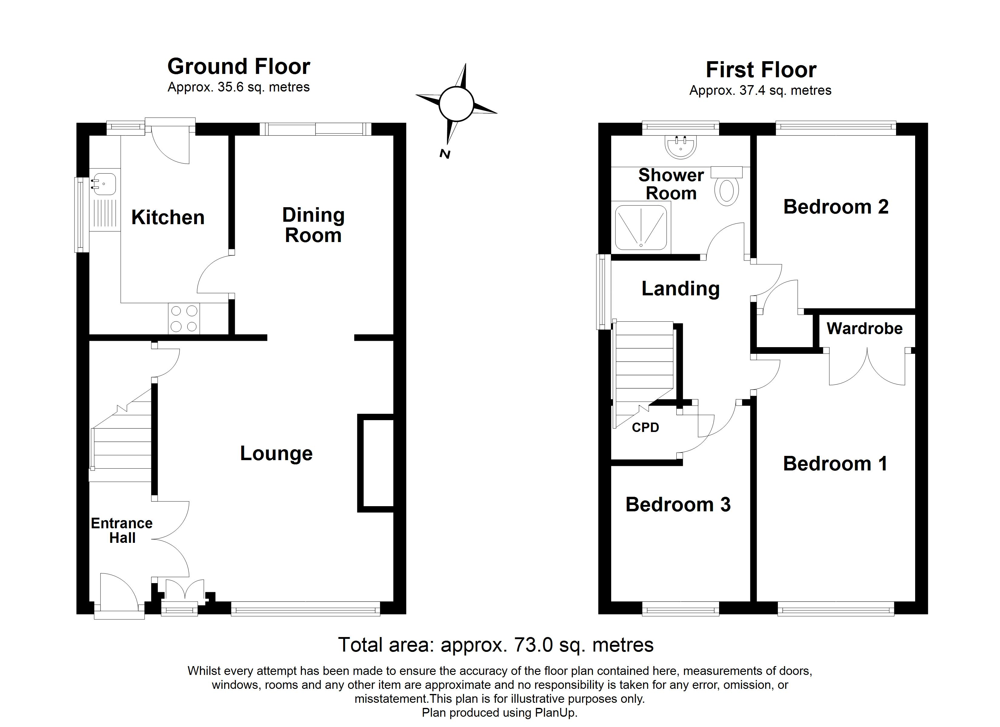 Ground Floor
Approx. 35.6 sq. metres
N
Kitchen
Dining
Room
Lounge
Entrance
Hall
First Floor
Approx. 37.4 sq. metres
Shower
Room
Bedroom 2
Landing
Wardrobe
CPD
Bedroom 1
Bedroom 3
Total area: approx. 73.0 sq. metres
Whilst every attempt has been made to ensure the accuracy of the floor plan contained here, measurements of doors,
windows, rooms and any other item are approximate and no responsibility is taken for any error, omission, or
misstatement.This plan is for illustrative purposes only.
Plan produced using PlanUp.